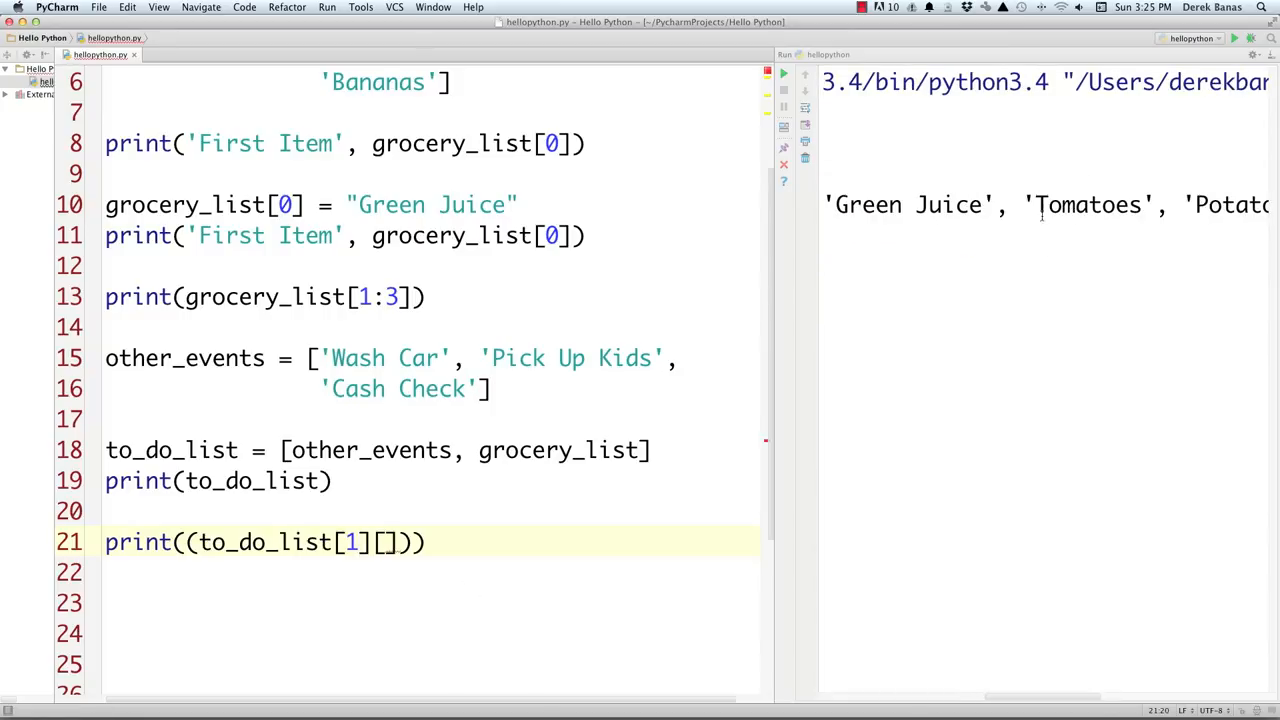 PyCharm File Edit View Navigate Code Refactor Run Tools VCS Window Help 10 Sun 3:25 PM Derek Banas
hellopython.py - Hello Python - [~/PycharmProjects/Hello Python]
Hello Python hellopython.py hellopython
hellopython.py × Run hellopython
Hello P
hell
Externa
6 'Bananas']
7
8 print('First Item', grocery_list[0])
9
10 grocery_list[0] = "Green Juice"
11 print('First Item', grocery_list[0])
12
13 print(grocery_list[1:3])
14
15 other_events = ['Wash Car', 'Pick Up Kids',
16 'Cash Check']
17
18 to_do_list = [other_events, grocery_list]
19 print(to_do_list)
20
21 print((to_do_list[1][]))
22
23
24
25
26
3.4/bin/python3.4 "/Users/derekbar
'Green Juice', 'Tomatoes', 'Potato
21:20 LF UTF-8